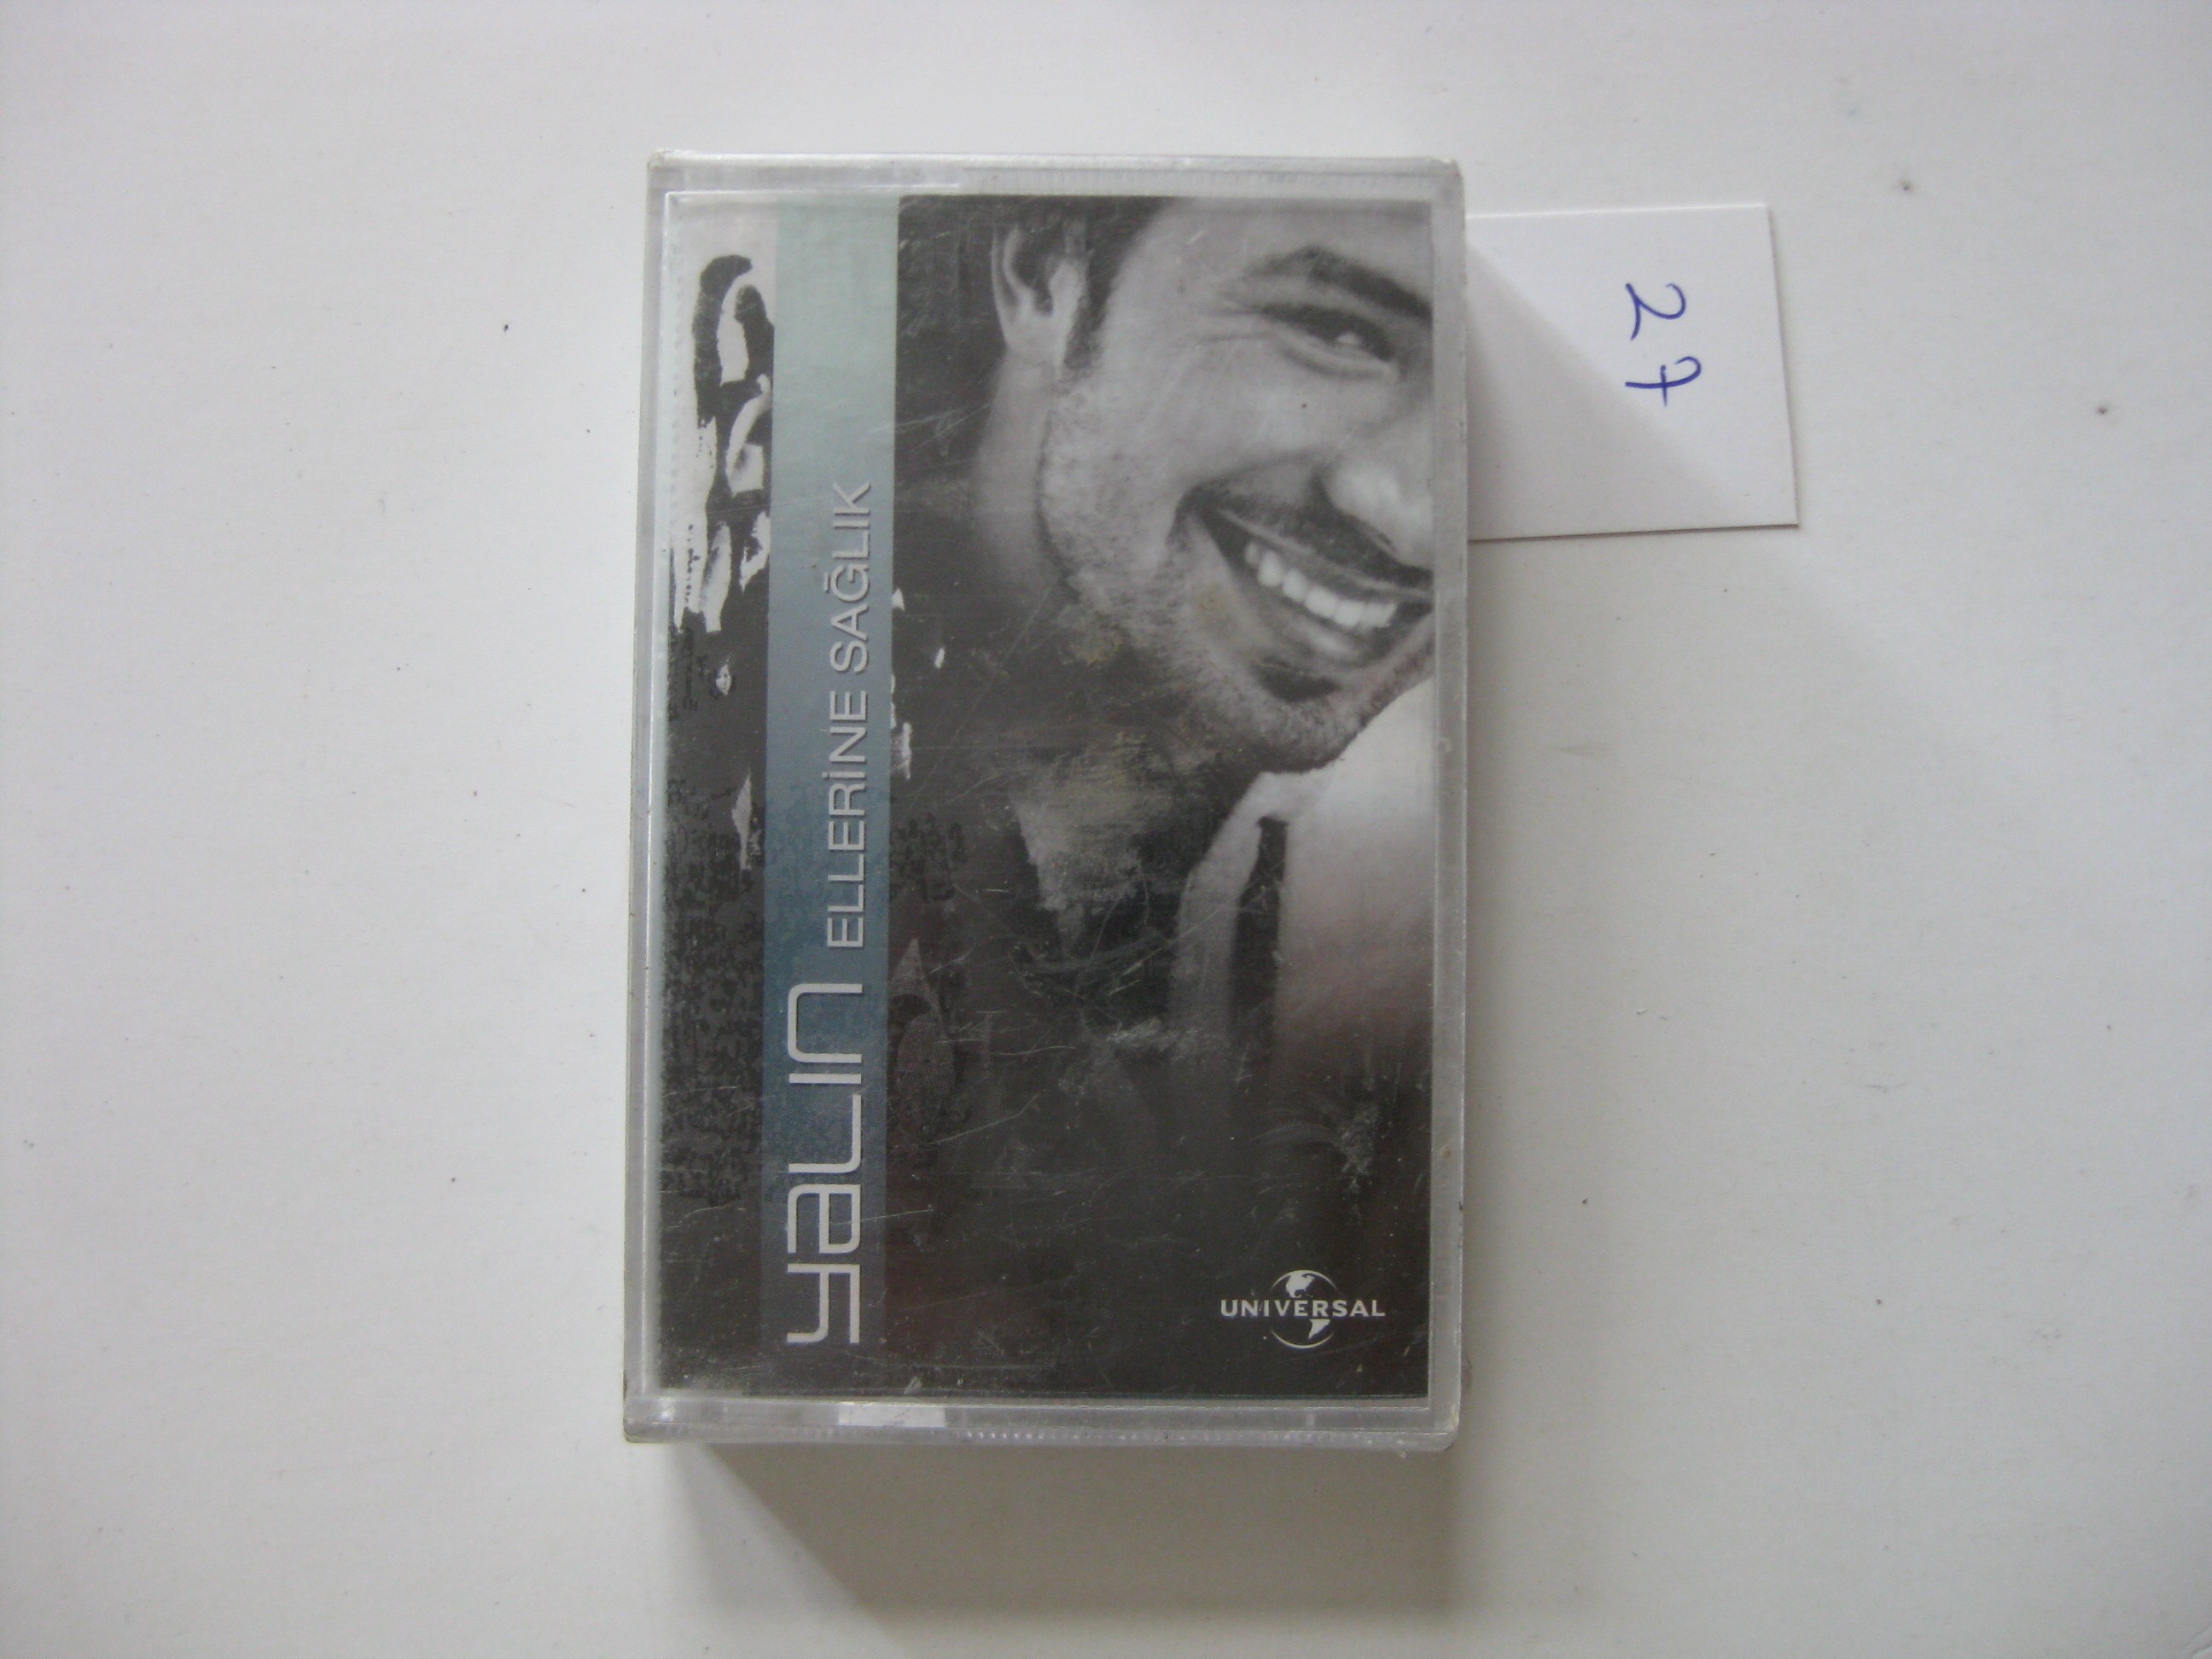 YALIN ELLERİNE SAĞLIK
UNIVERSAL
27